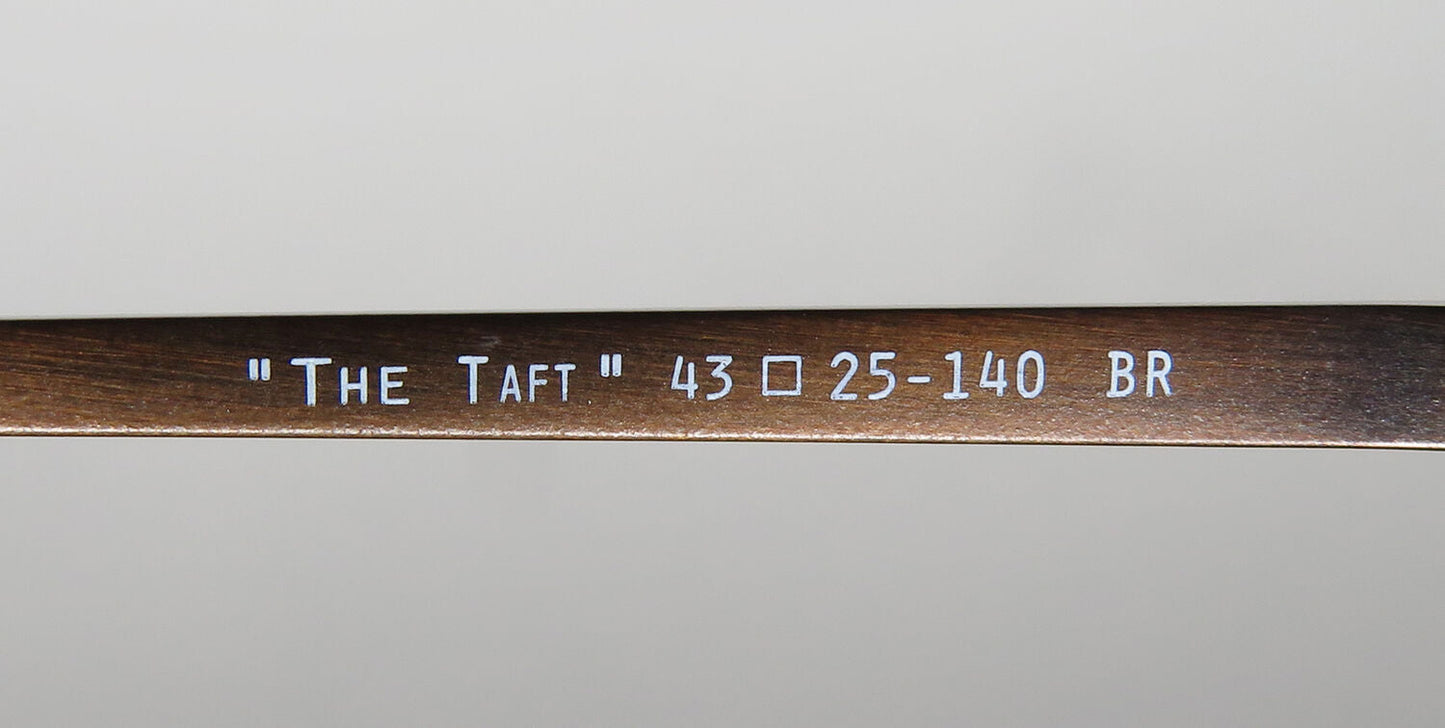 "THE TAFT" 43 □ 25-140 BR